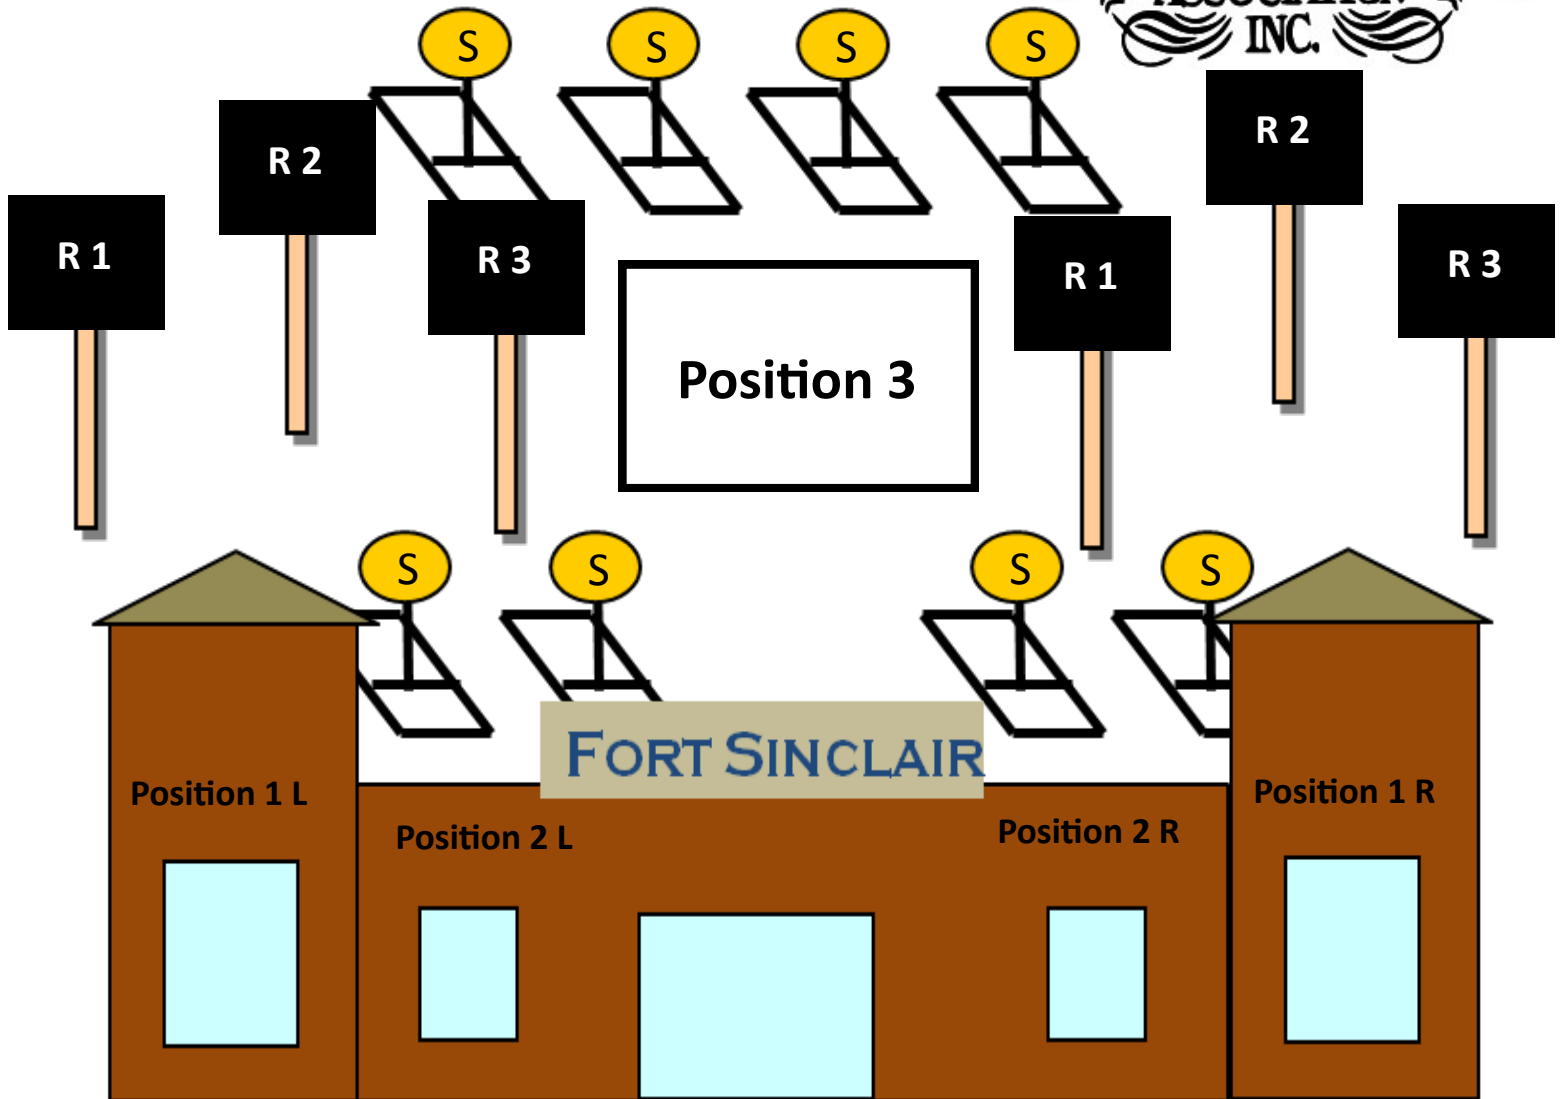 INC.
S S S S
R 2
R 2
R 1
R 3
R 1
R 3
Position 3
S S S S
FORT SINCLAIR
Position 1 L
Position 1 R
Position 2 L
Position 2 R